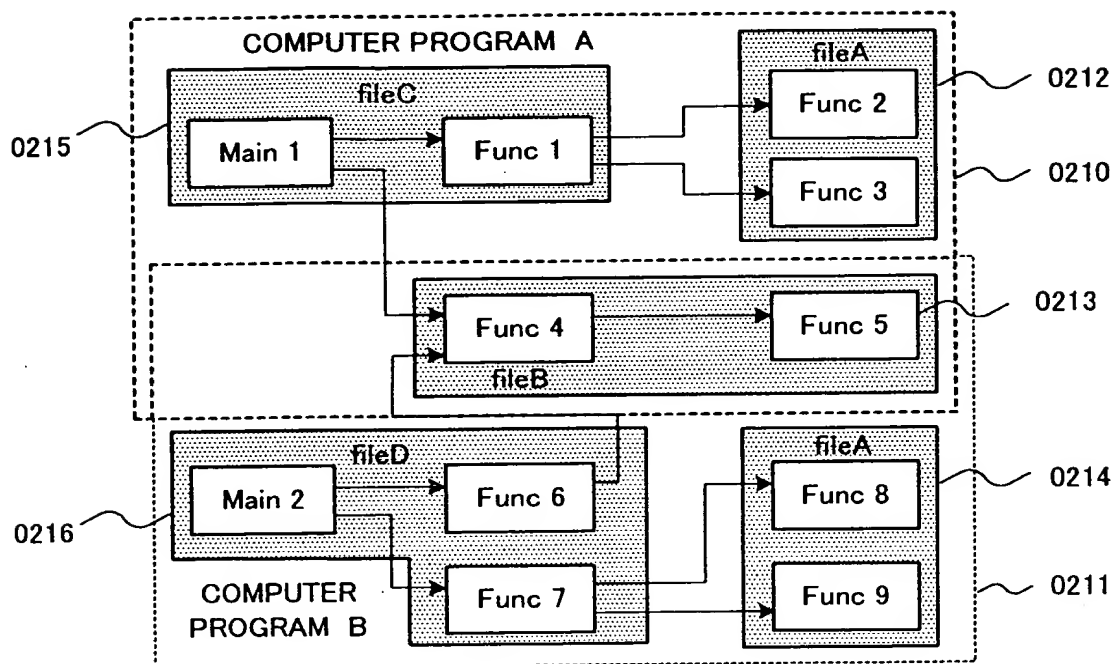 COMPUTER PROGRAM A
fileC
fileA
0212
Main 1
Func 1
Func 2
0215
Func 3
0210
Func 4
Func 5
0213
fileB
fileD
fileA
Main 2
Func 6
Func 8
0214
0216
COMPUTER
PROGRAM B
Func 7
Func 9
0211